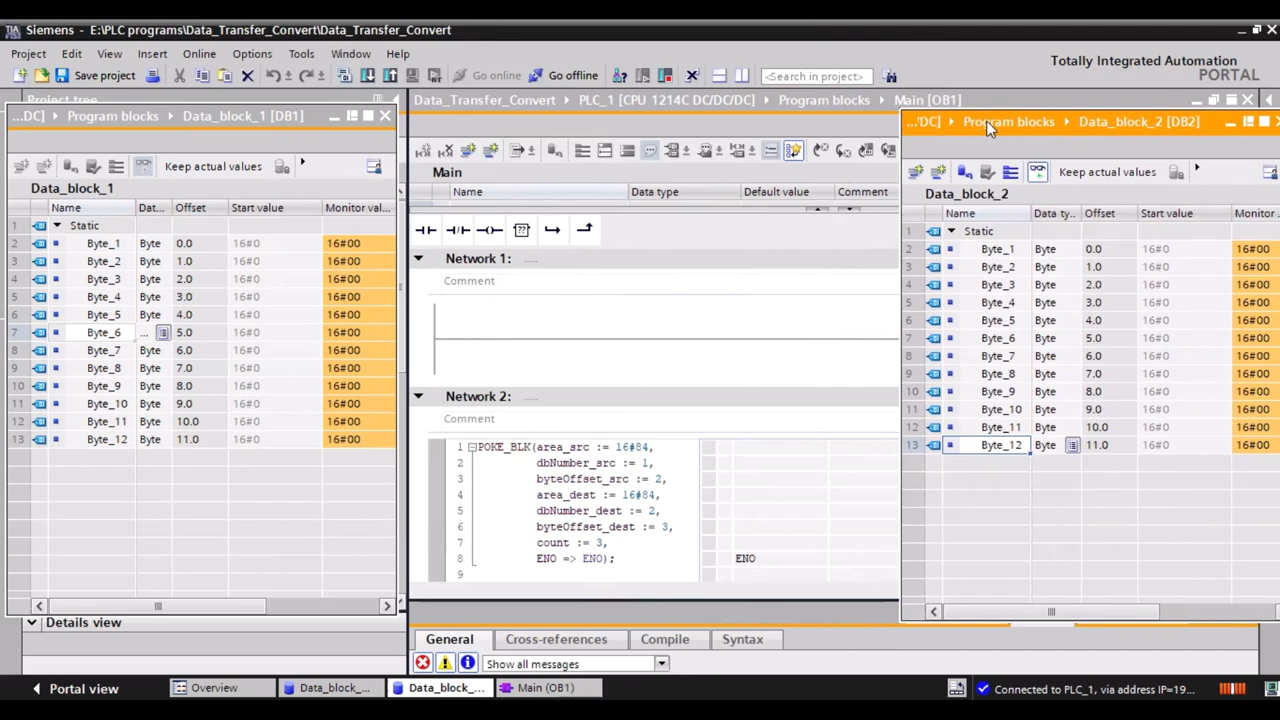 Siemens - E:\PLC programs\Data_Transfer_Convert\Data_Transfer_Convert
Project Edit View Insert Online Options Tools Window Help
Totally Integrated Automation
PORTAL
Save project Go online Go offline <Search in project>
Project tree
Data_Transfer_Convert PLC_1 [CPU 1214C DC/DC/DC] Program blocks Main [OB1]
...DC] Program blocks Data_block_1 [DB1]
Keep actual values
Data_block_1
Name Dat... Offset Start value Monitor val...
1 Static
2 Byte_1 Byte 0.0 16#0 16#00
3 Byte_2 Byte 1.0 16#0 16#00
4 Byte_3 Byte 2.0 16#0 16#00
5 Byte_4 Byte 3.0 16#0 16#00
6 Byte_5 Byte 4.0 16#0 16#00
7 Byte_6 ... 5.0 16#0 16#00
8 Byte_7 Byte 6.0 16#0 16#00
9 Byte_8 Byte 7.0 16#0 16#00
10 Byte_9 Byte 8.0 16#0 16#00
11 Byte_10 Byte 9.0 16#0 16#00
12 Byte_11 Byte 10.0 16#0 16#00
13 Byte_12 Byte 11.0 16#0 16#00
Details view
Main
Name Data type Default value Comment
??
Network 1: .....
Comment
Network 2: .....
Comment
1 POKE_BLK(area_src := 16#84,
2 dbNumber_src := 1,
3 byteOffset_src := 2,
4 area_dest := 16#84,
5 dbNumber_dest := 2,
6 byteOffset_dest := 3,
7 count := 3,
8 ENO => ENO); ENO
9
General Cross-references Compile Syntax
Show all messages
...'DC] Program blocks Data_block_2 [DB2]
Keep actual values
Data_block_2
Name Data ty... Offset Start value Monitor
1 Static
2 Byte_1 Byte 0.0 16#0 16#00
3 Byte_2 Byte 1.0 16#0 16#00
4 Byte_3 Byte 2.0 16#0 16#00
5 Byte_4 Byte 3.0 16#0 16#00
6 Byte_5 Byte 4.0 16#0 16#00
7 Byte_6 Byte 5.0 16#0 16#00
8 Byte_7 Byte 6.0 16#0 16#00
9 Byte_8 Byte 7.0 16#0 16#00
10 Byte_9 Byte 8.0 16#0 16#00
11 Byte_10 Byte 9.0 16#0 16#00
12 Byte_11 Byte 10.0 16#0 16#00
13 Byte_12 Byte 11.0 16#0 16#00
Portal view Overview Data_block_... Data_block_... Main (OB1) Connected to PLC_1, via address IP=19...